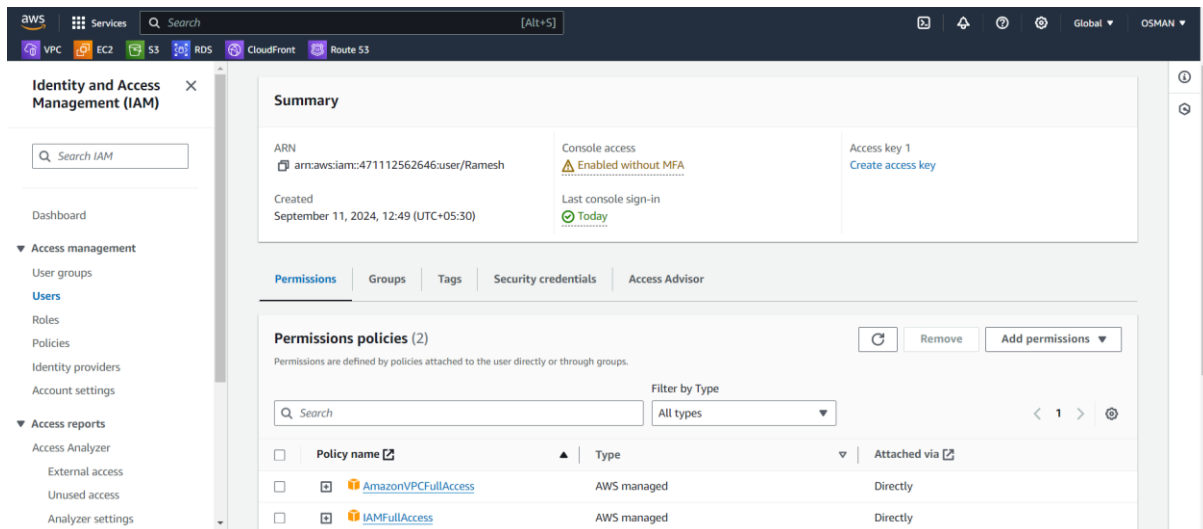 aws Services Search [Alt+S] Global ▼ OSMAN ▼
VPC EC2 S3 RDS CloudFront Route 53
Identity and Access
Management (IAM)
Search IAM
Dashboard
Access management
User groups
Users
Roles
Policies
Identity providers
Account settings
Access reports
Access Analyzer
External access
Unused access
Analyzer settings
Summary
ARN
arn:aws:iam::471112562646:user/Ramesh
Created
September 11, 2024, 12:49 (UTC+05:30)
Console access
Enabled without MFA
Last console sign-in
Today
Access key 1
Create access key
Permissions Groups Tags Security credentials Access Advisor
Permissions policies (2)
Permissions are defined by policies attached to the user directly or through groups.
Remove Add permissions ▼
Filter by Type
Search All types 1
Policy name Type Attached via
AmazonVPCFullAccess AWS managed Directly
IAMFullAccess AWS managed Directly